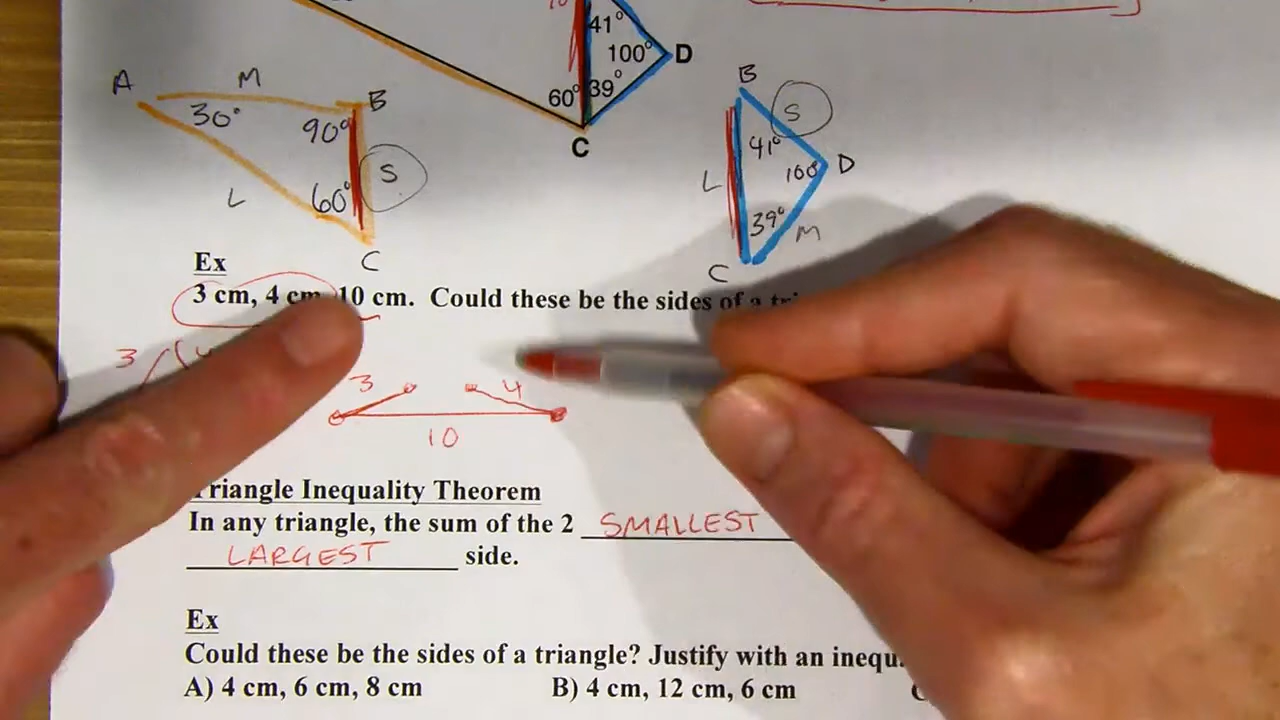 41°
100° D
60° 39°
C
A M B
30° 90°
60° S
L
C
B
S
41°
L 100 D
39° M
C
Ex
3 cm, 4 cm 10 cm. Could these be the sides of a
3
3 4
10
Triangle Inequality Theorem
In any triangle, the sum of the 2 SMALLEST
LARGEST side.
Ex
Could these be the sides of a triangle? Justify with an
A) 4 cm, 6 cm, 8 cm B) 4 cm, 12 cm, 6 cm